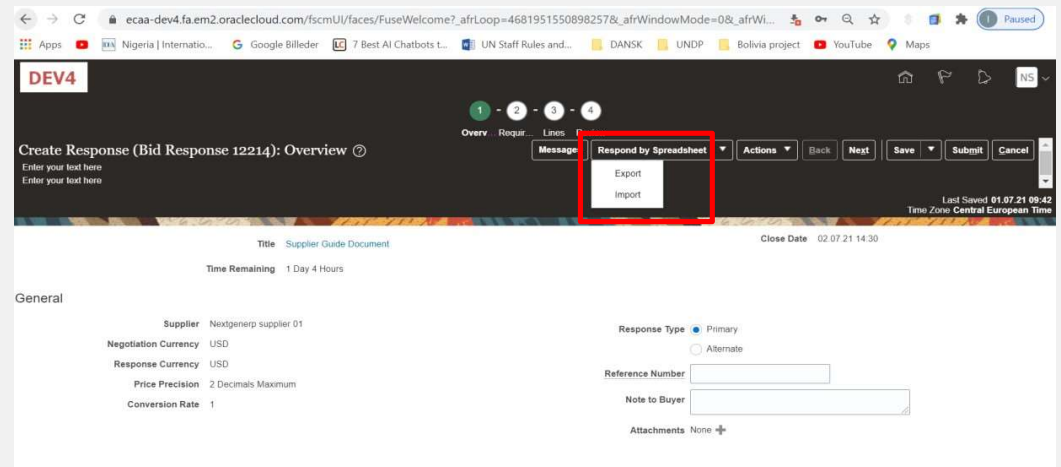 ecaa-dev4.fa.em2.oraclecloud.com/fscmUI/faces/FuseWelcome?_afrLoop=46819515508982578&_afrWindowMode=0&_afrWi... Paused
Apps Nigeria | Internatio... Google Billeder 7 Best AI Chatbots t... UN Staff Rules and... DANSK UNDP Bolivia project YouTube Maps
DEV4 NS
1 - 2 - 3 - 4
Overv... Requir... Lines
Create Response (Bid Response 12214): Overview
Message Respond by Spreadsheet Actions Back Next Save Submit Cancel
Enter your text here
Enter your text here
Export
Import
Last Saved 01.07.21 09:42
Time Zone Central European Time
Title Supplier Guide Document Close Date 02.07.21 14:30
Time Remaining 1 Day 4 Hours
General
Supplier Nextgenerp supplier 01 Response Type Primary
Negotiation Currency USD Alternate
Response Currency USD Reference Number
Price Precision 2 Decimals Maximum Note to Buyer
Conversion Rate 1
Attachments None